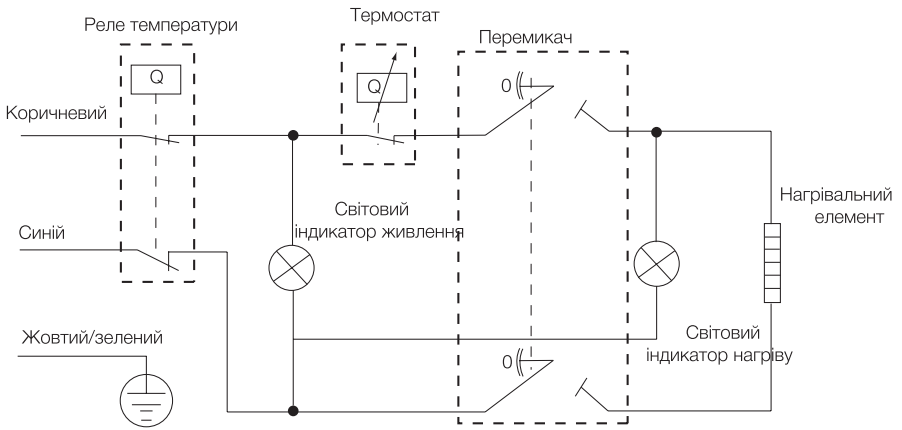 Термостат
Реле температури
Перемикач
Q
Q
0
Коричневий
Нагрівальний
елемент
Світовий
індикатор живлення
Синій
Світовий
індикатор нагріву
Жовтий/зелений
0